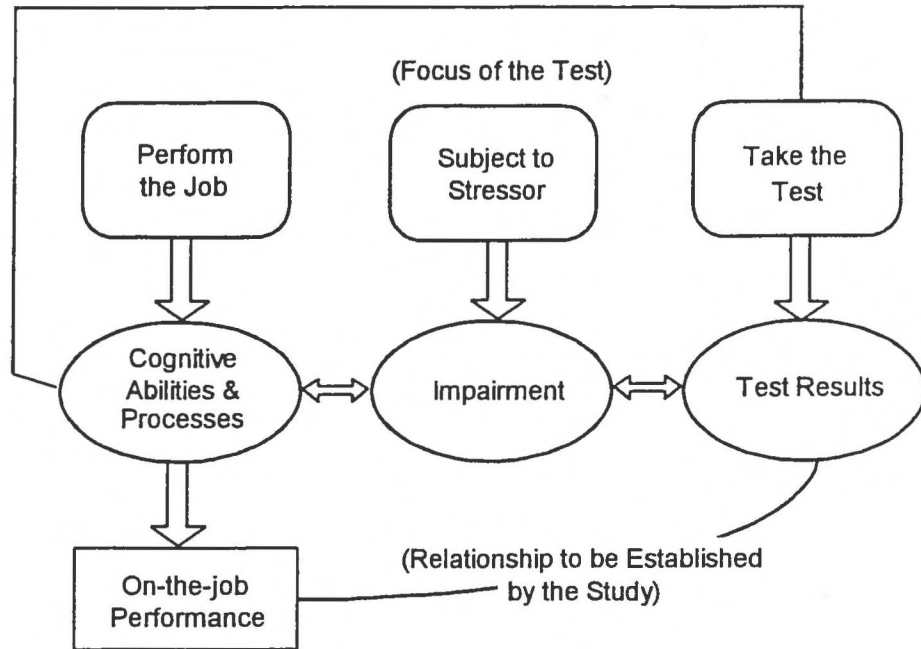 (Focus of the Test)
Perform
the Job
Subject to
Stressor
Take the
Test
Cognitive
Abilities &
Processes
Impairment
Test Results
(Relationship to be Established
by the Study)
On-the-job
Performance